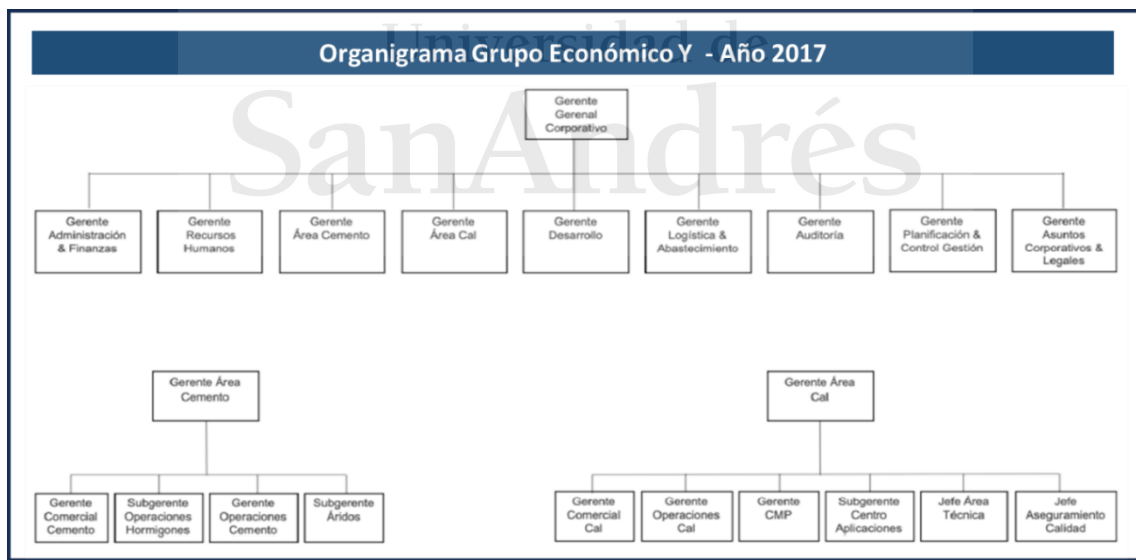 Universidad de
SanAndrés
Organigrama Grupo Económico Y - Año 2017
Gerente
Gerenal
Corporativo
Gerente
Administración
& Finanzas
Gerente
Recursos
Humanos
Gerente
Área Cemento
Gerente
Área Cal
Gerente
Desarrollo
Gerente
Logística &
Abastecimiento
Gerente
Auditoría
Gerente
Planificación &
Control Gestión
Gerente
Asuntos
Corporativos &
Legales
Gerente Área
Cemento
Gerente
Comercial
Cemento
Subgerente
Operaciones
Hormigones
Gerente
Operaciones
Cemento
Subgerente
Áridos
Gerente Área
Cal
Gerente
Comercial
Cal
Gerente
Operaciones
Cal
Gerente
CMP
Subgerente
Centro
Aplicaciones
Jefe Área
Técnica
Jefe
Aseguramiento
Calidad